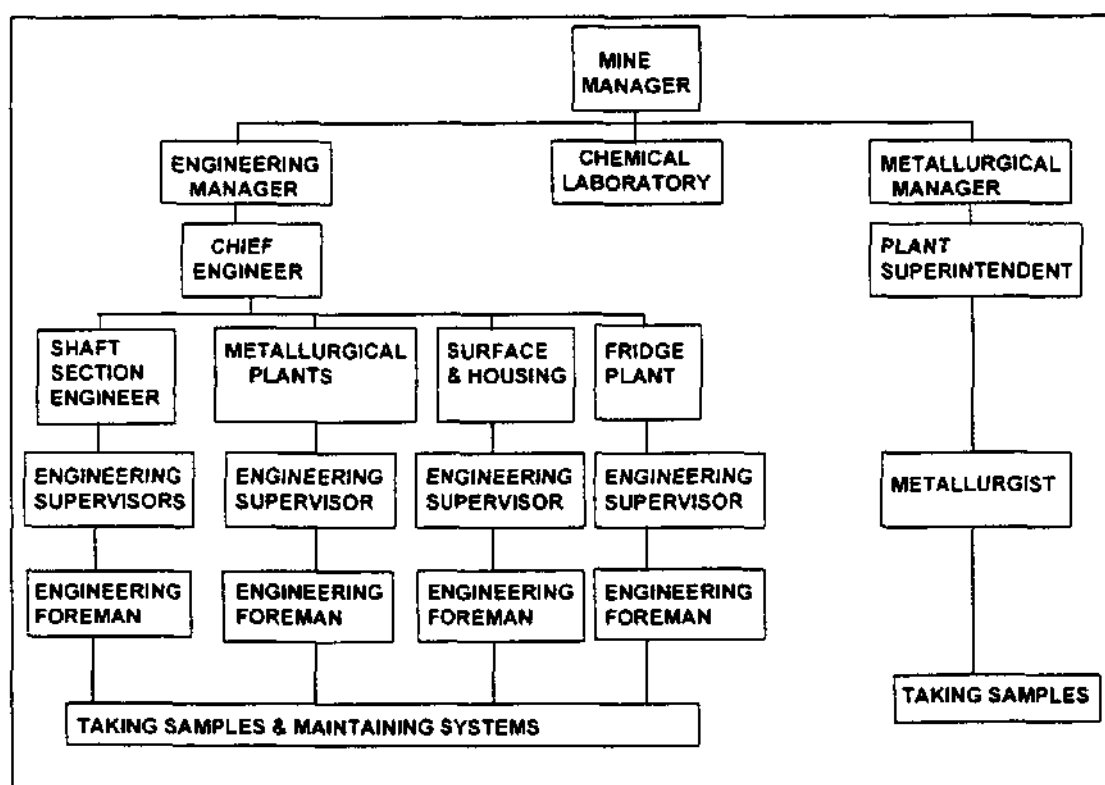 MINE
MANAGER
ENGINEERING
MANAGER
CHEMICAL
LABORATORY
METALLURGICAL
MANAGER
CHIEF
ENGINEER
PLANT
SUPERINTENDENT
SHAFT
SECTION
ENGINEER
METALLURGICAL
PLANTS
SURFACE
& HOUSING
FRIDGE
PLANT
ENGINEERING
SUPERVISORS
ENGINEERING
SUPERVISOR
ENGINEERING
SUPERVISOR
ENGINEERING
SUPERVISOR
METALLURGIST
ENGINEERING
FOREMAN
ENGINEERING
FOREMAN
ENGINEERING
FOREMAN
ENGINEERING
FOREMAN
TAKING SAMPLES & MAINTAINING SYSTEMS
TAKING SAMPLES